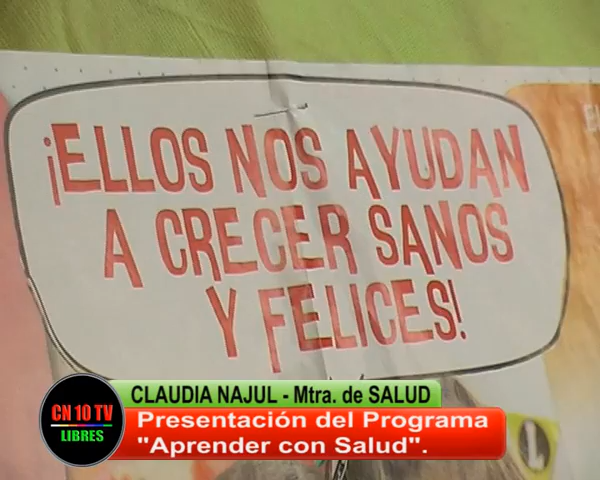 ¡ELLOS NOS AYUDAN
A CRECER SANOS
Y FELICES!
CN 10 TV
LIBRES
CLAUDIA NAJUL - Mtra. de SALUD
Presentación del Programa
"Aprender con Salud".